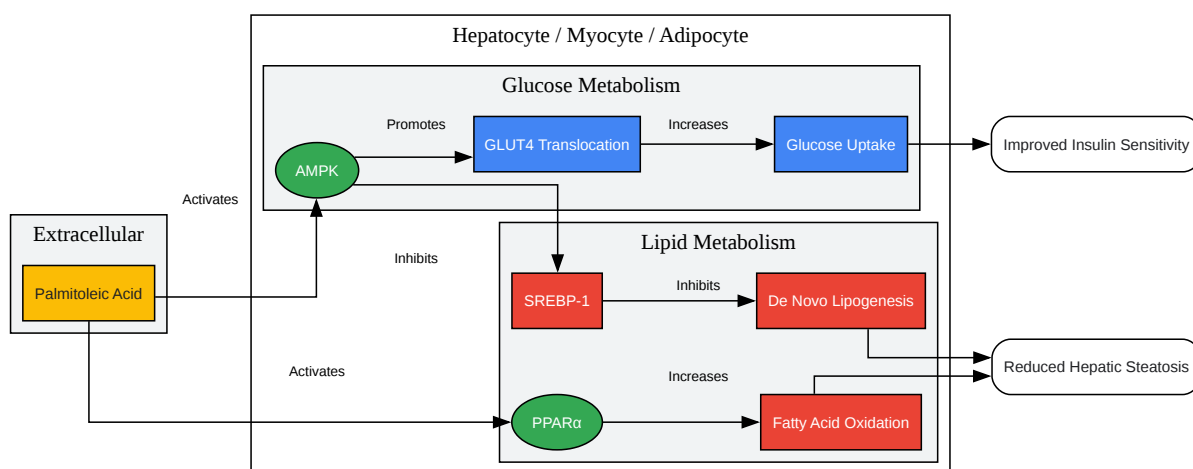 Hepatocyte / Myocyte / Adipocyte
Glucose Metabolism
Promotes
Increases
GLUT4 Translocation
Glucose Uptake
Improved Insulin Sensitivity
AMPK
Activates
Extracellular
Lipid Metabolism
Inhibits
Palmitoleic Acid
SREBP-1
Inhibits
De Novo Lipogenesis
Activates
Increases
Reduced Hepatic Steatosis
PPARα
Fatty Acid Oxidation